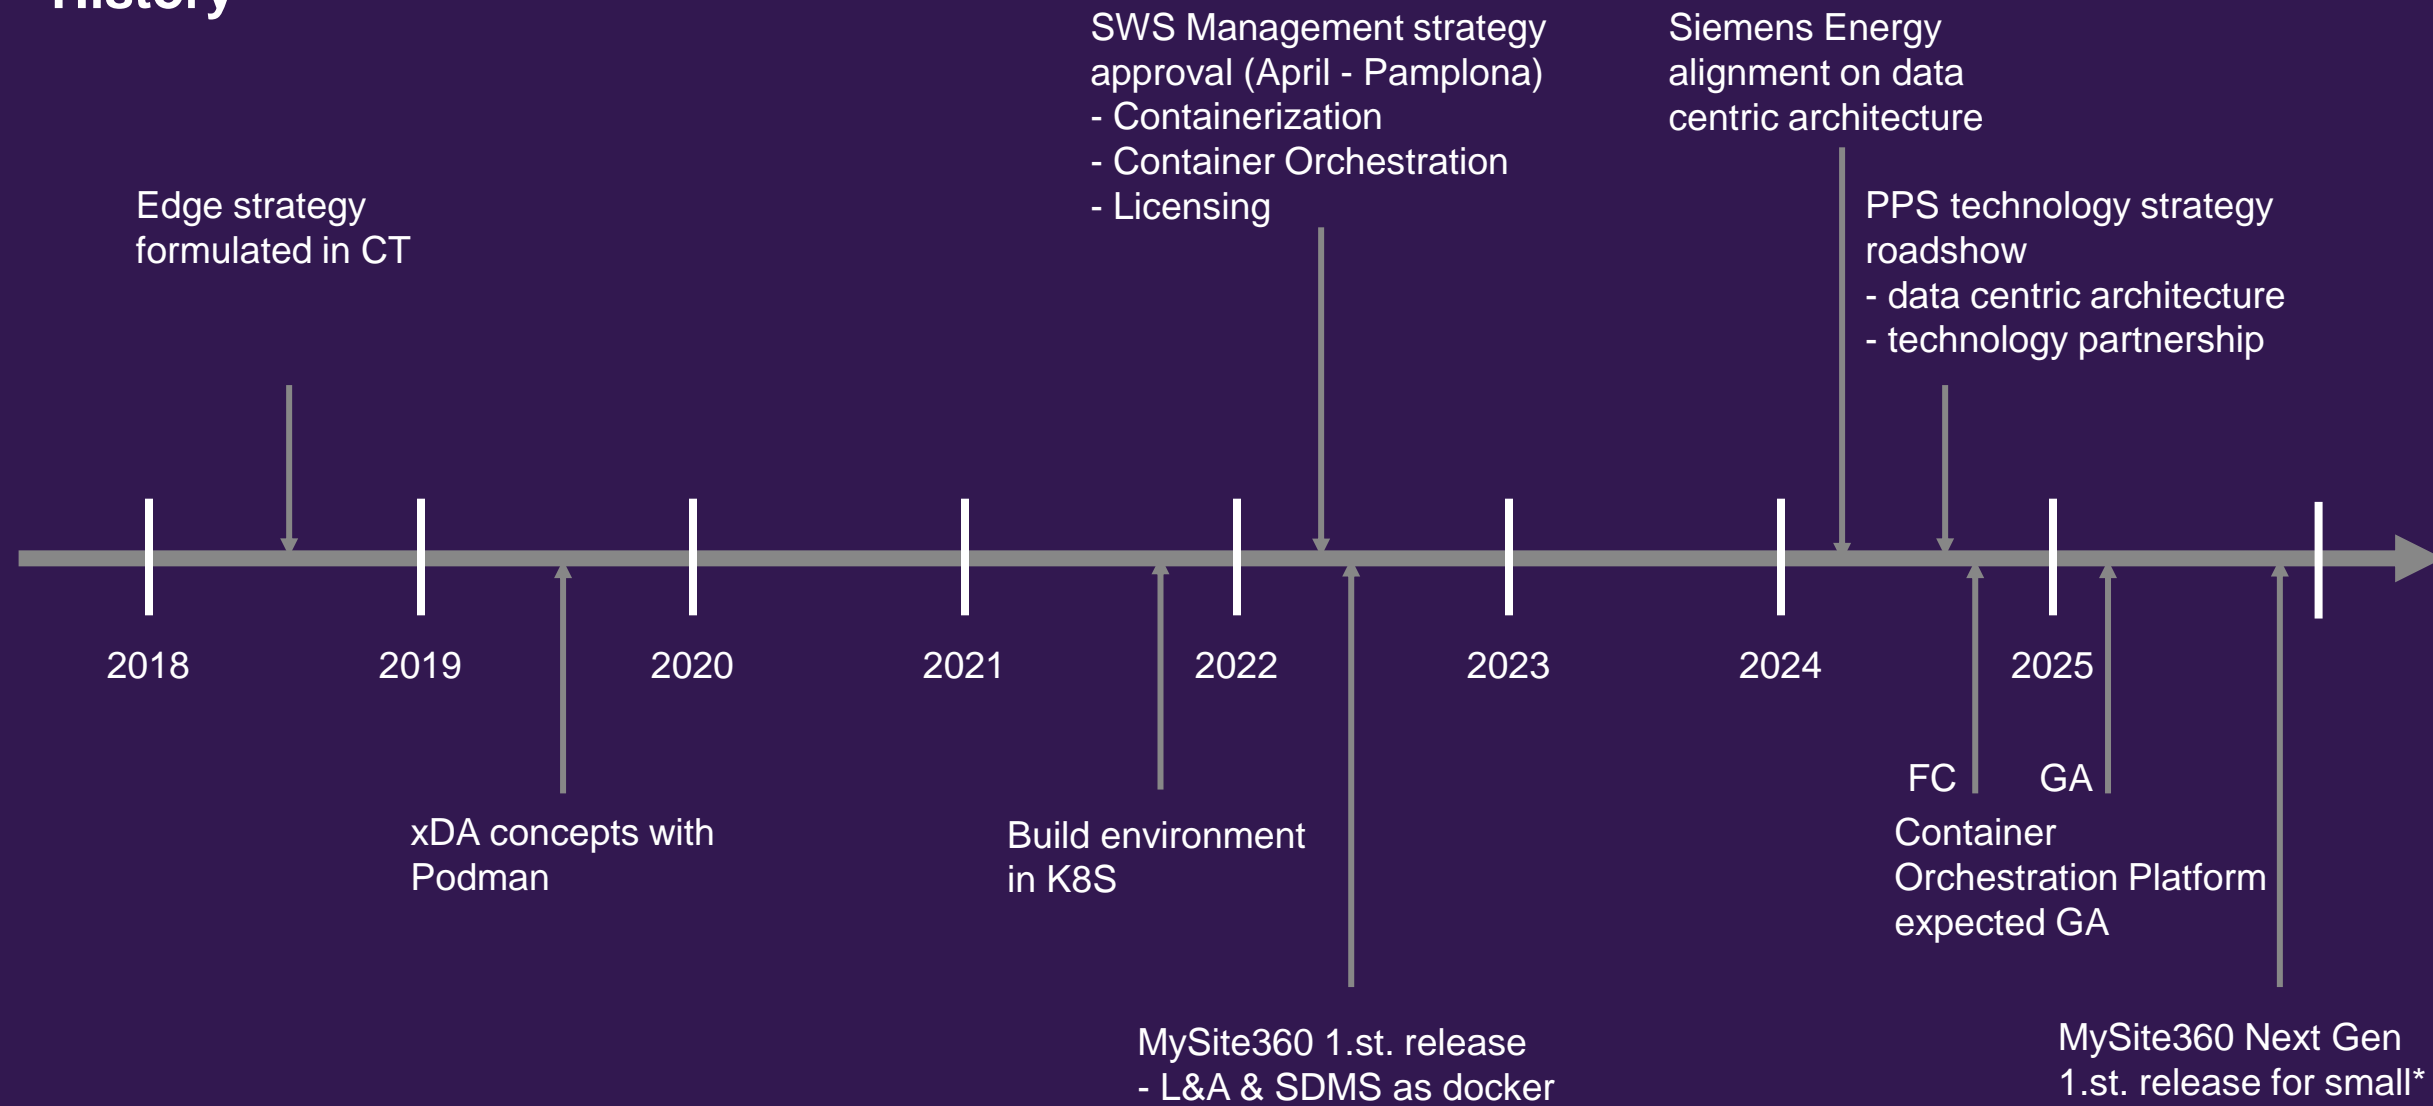 History
SWS Management strategy
approval (April - Pamplona)
- Containerization
- Container Orchestration
- Licensing
Siemens Energy
alignment on data
centric architecture
Edge strategy
formulated in CT
PPS technology strategy
roadshow
- data centric architecture
- technology partnership
2018
2019
2020
2021
2022
2023
2024
2025
FC
GA
xDA concepts with
Podman
Build environment
in K8S
Container
Orchestration Platform
expected GA
MySite360 1.st. release
- L&A & SDMS as docker
MySite360 Next Gen
1.st. release for small*